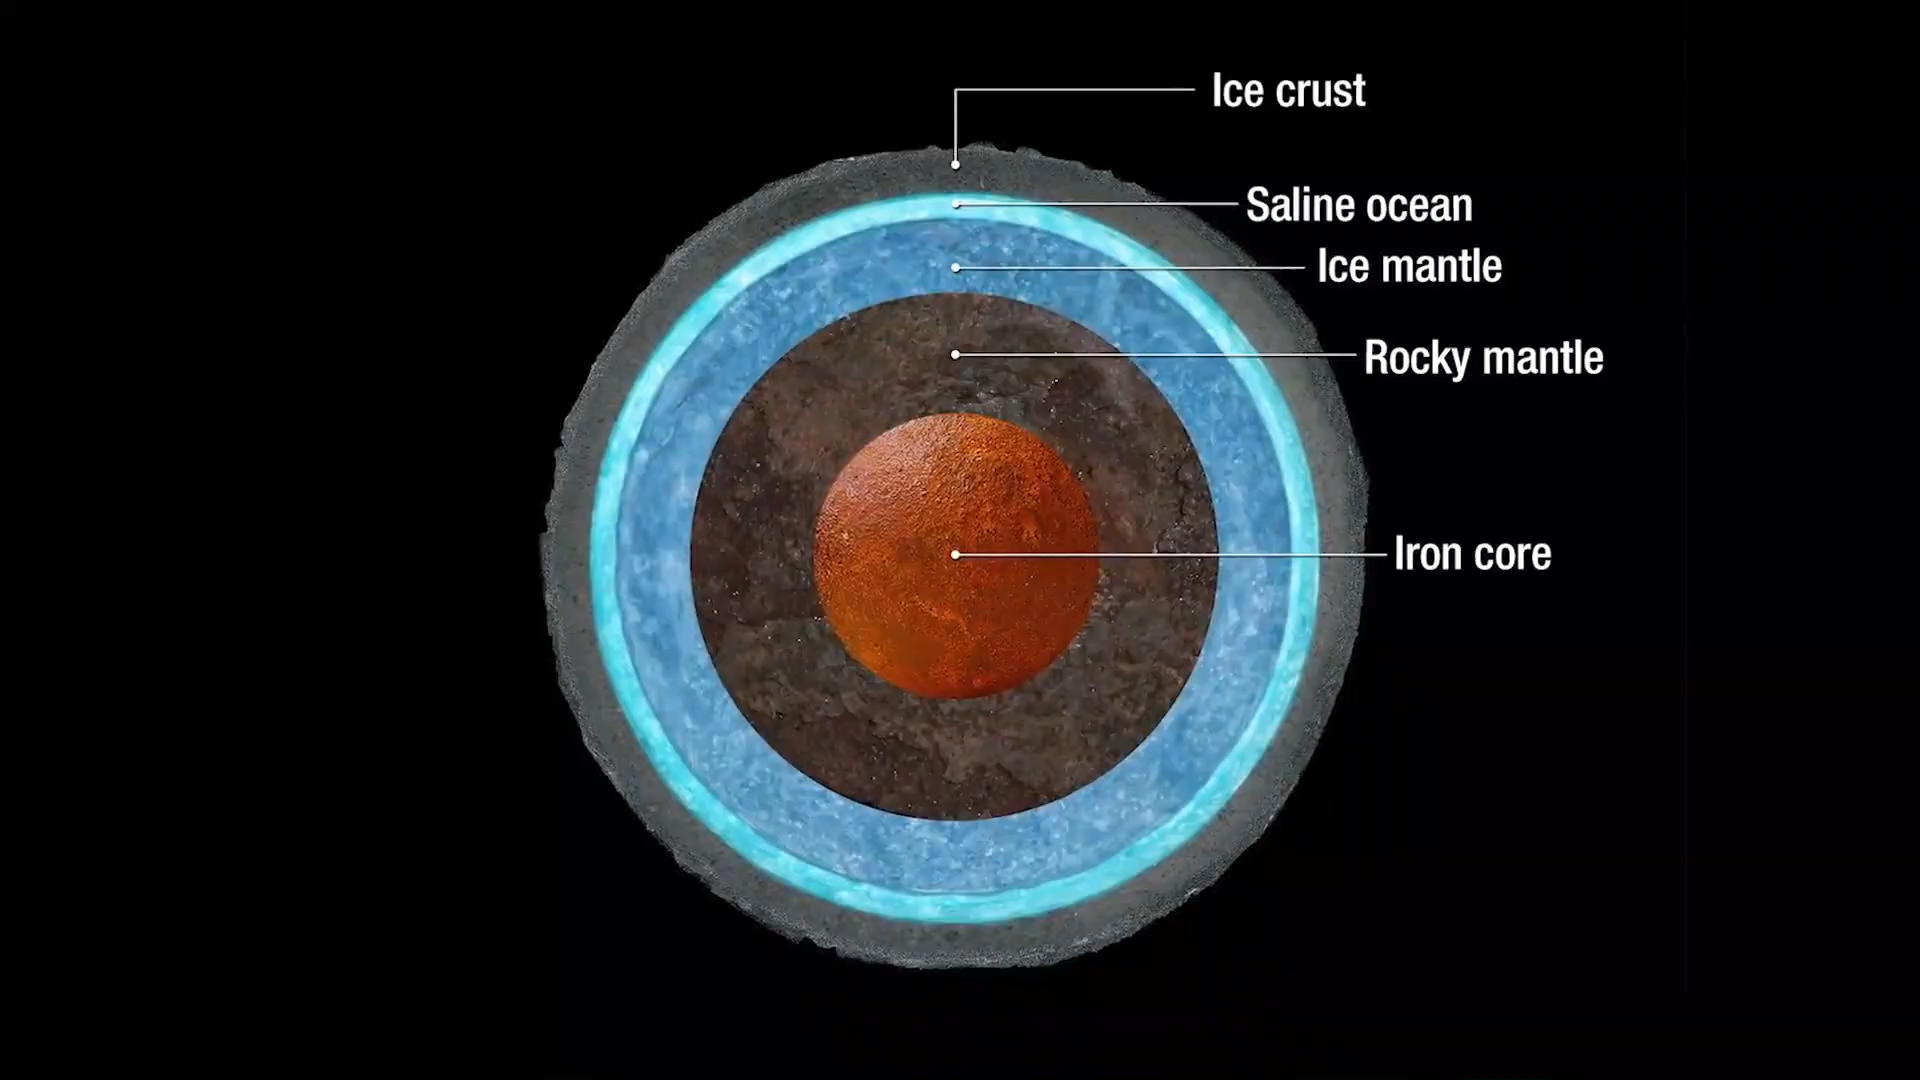 Ice crust
Saline ocean
Ice mantle
Rocky mantle
Iron core